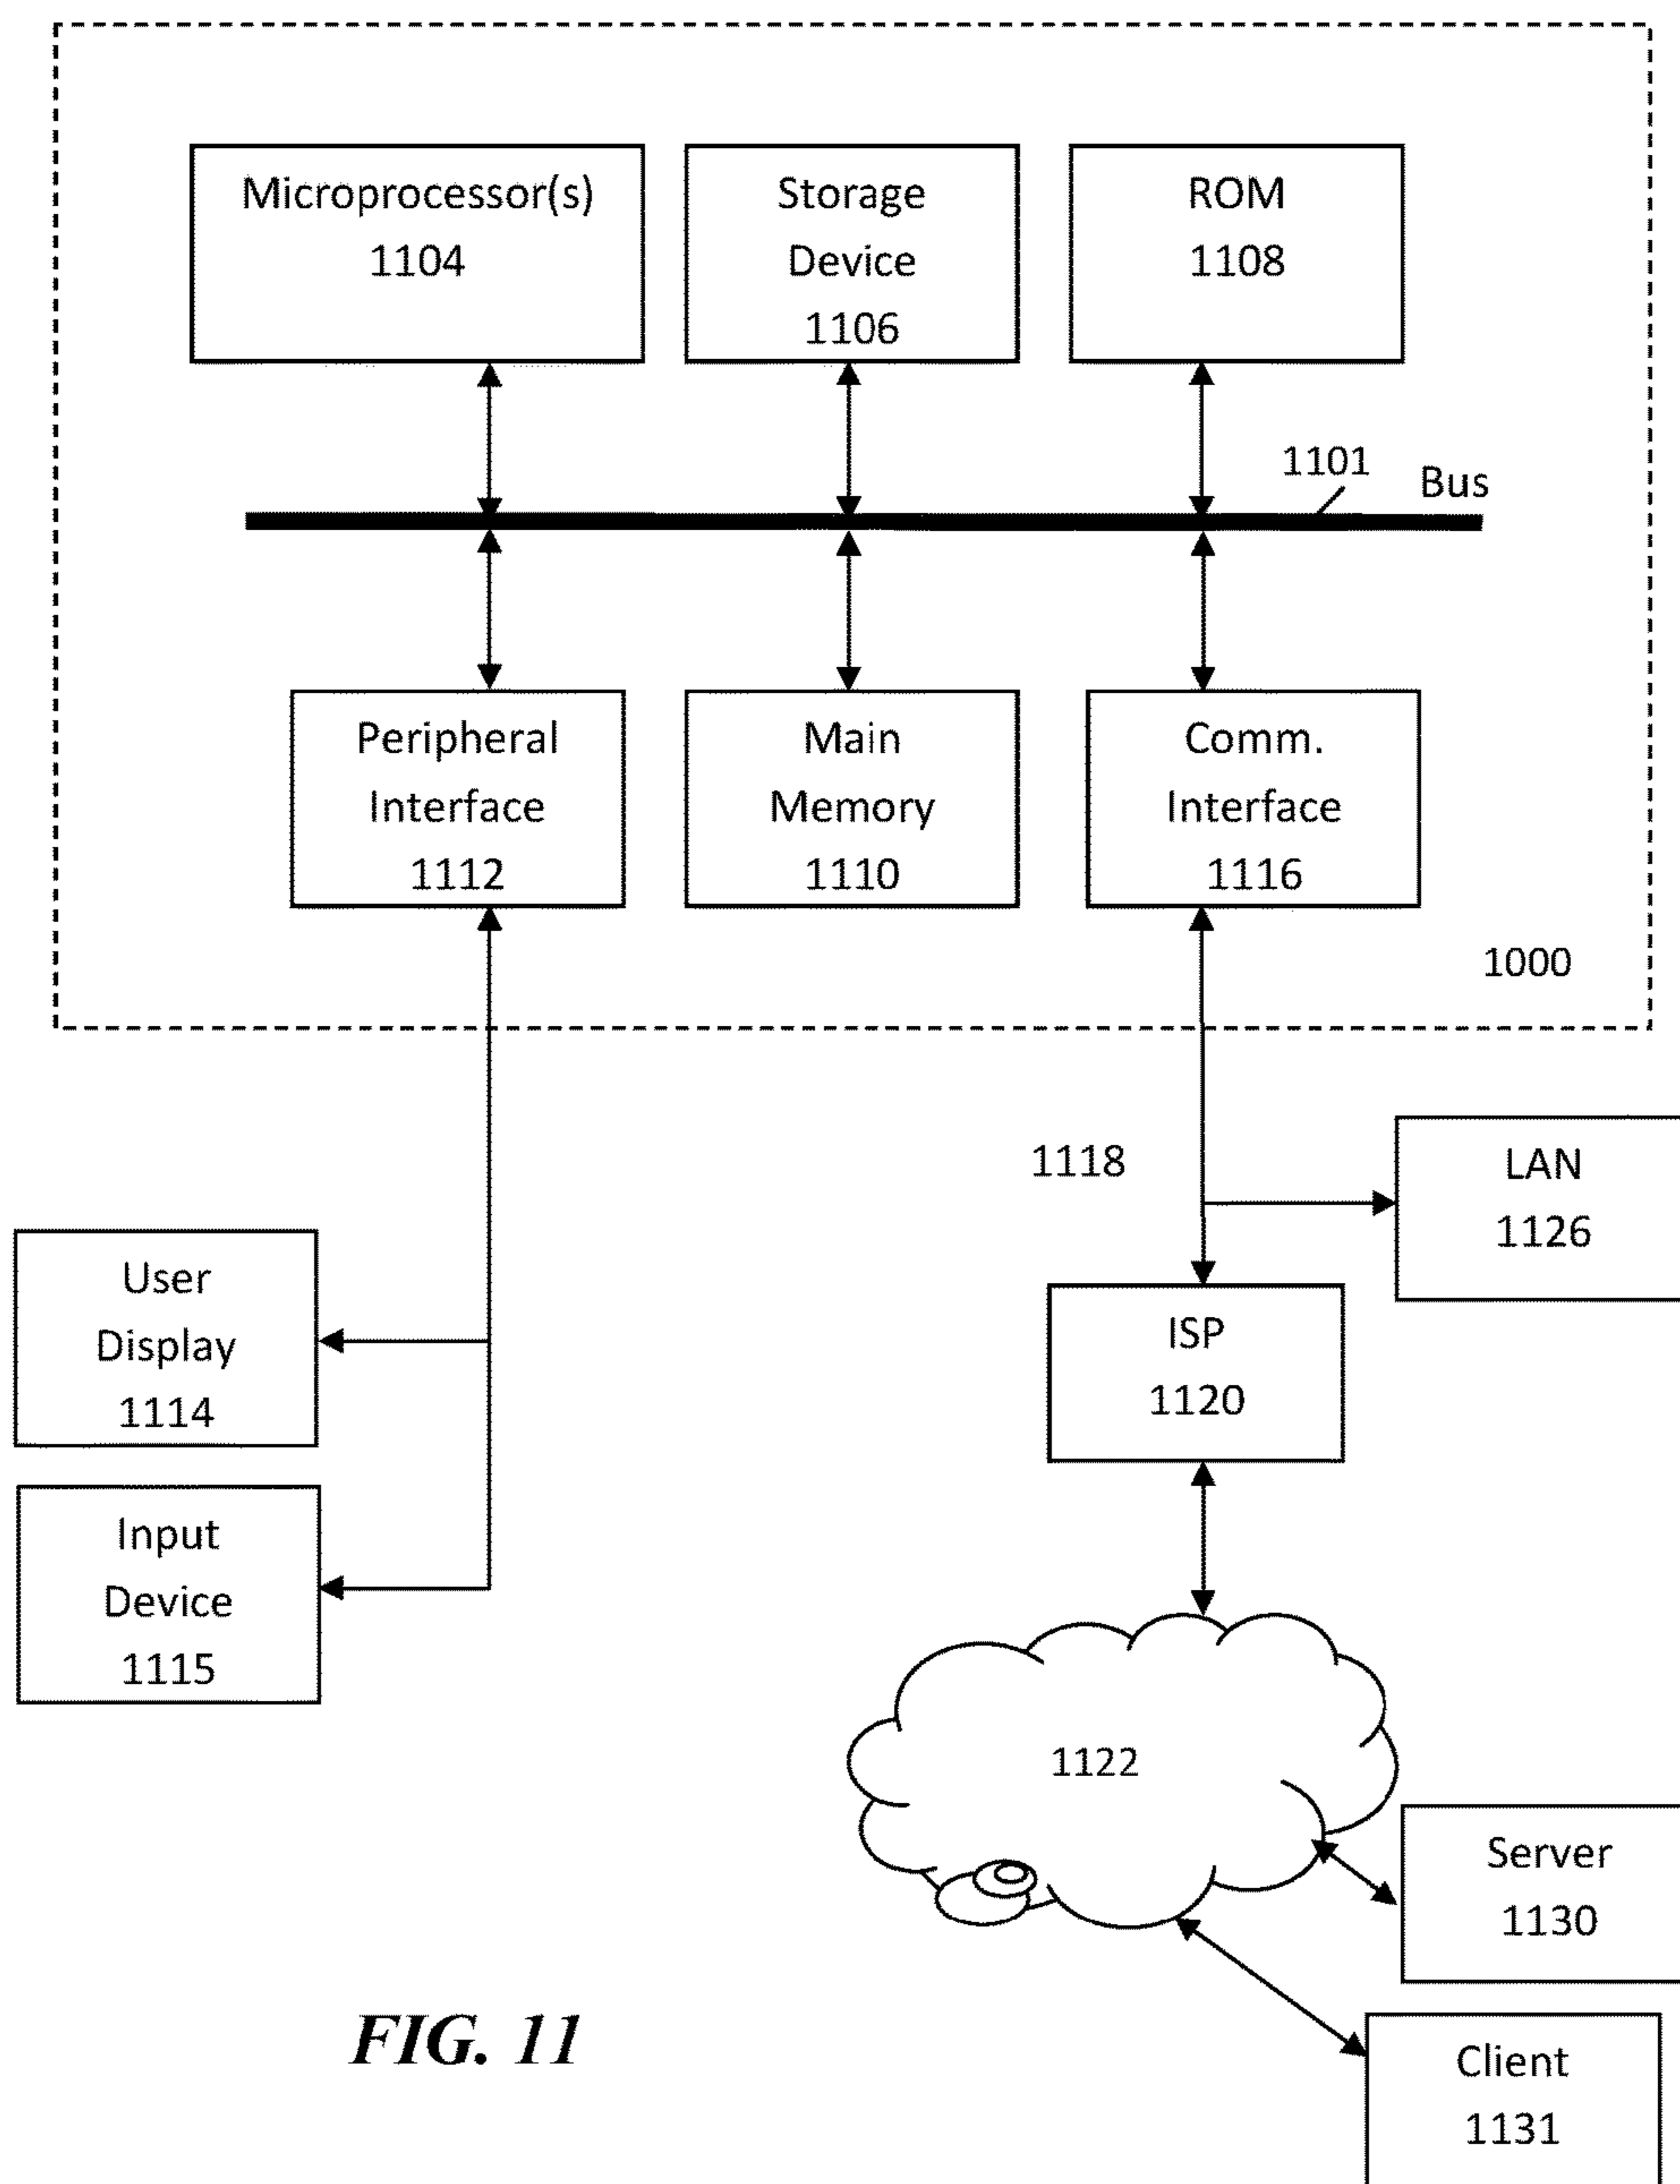 Microprocessor(s)
1104
Storage
Device
1106
ROM
1108
1101
Bus
Peripheral
Interface
1112
Main
Memory
1110
Comm.
Interface
1116
1000
1118
LAN
1126
User
Display
1114
ISP
1120
Input
Device
1115
1122
Server
1130
Client
1131
FIG. 11